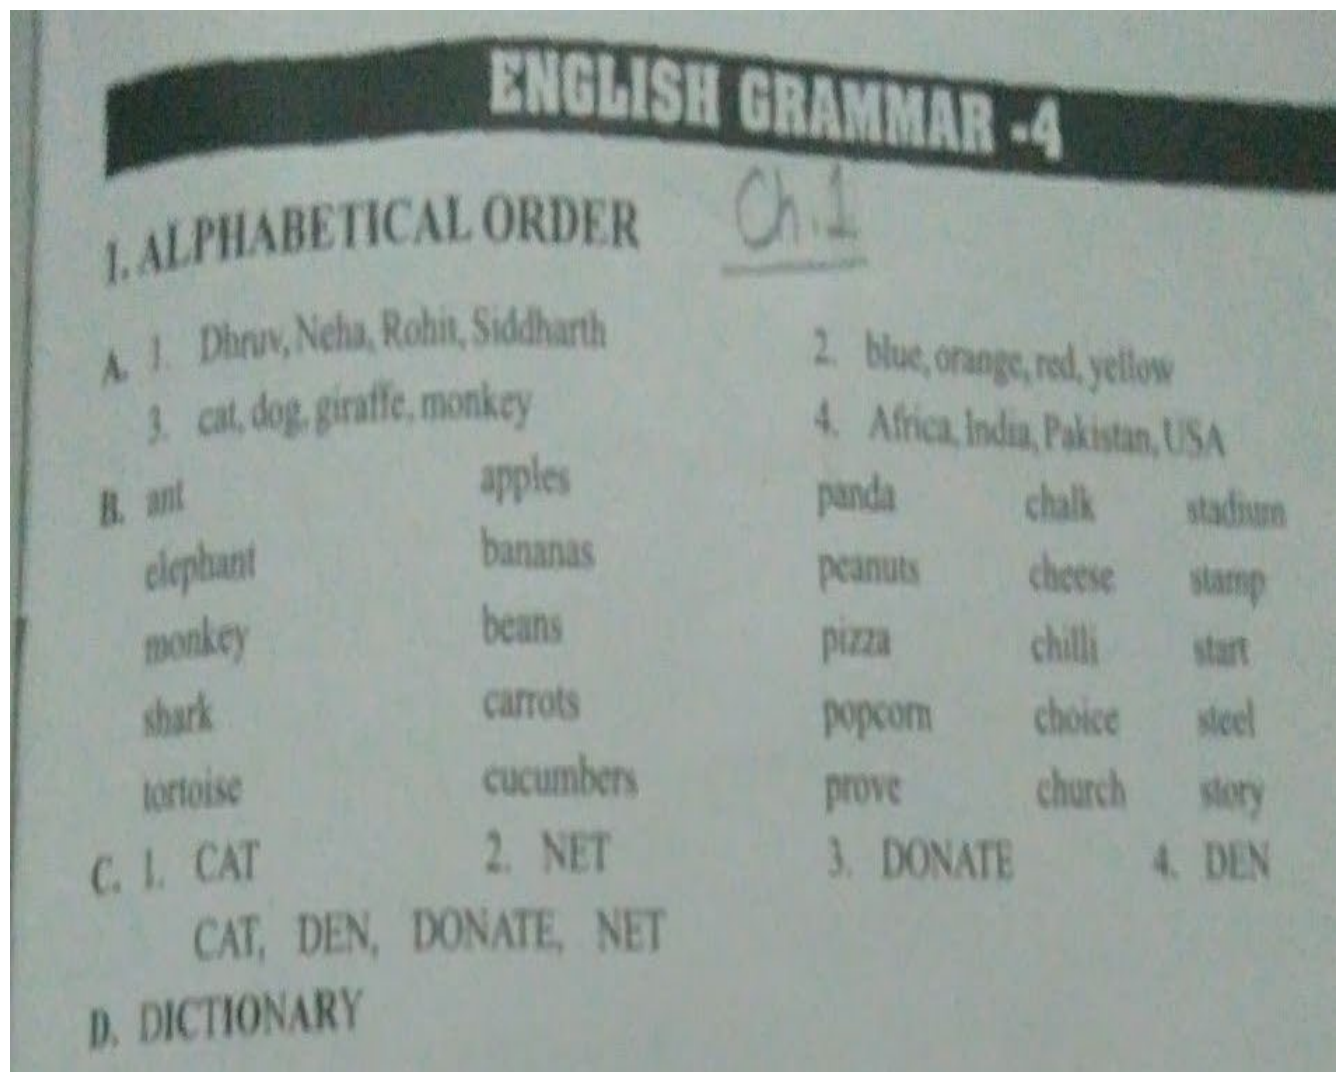 ENGLISH GRAMMAR -4
1. ALPHABETICAL ORDER Ch.1
A. 1. Dhruv, Neha, Rohit, Siddharth 2. blue, orange, red, yellow
3. cat, dog, giraffe, monkey 4. Africa, India, Pakistan, USA
B. ant apples panda chalk stadium
elephant bananas peanuts cheese stamp
monkey beans pizza chilli start
shark carrots popcorn choice steel
tortoise cucumbers prove church story
C. 1. CAT 2. NET 3. DONATE 4. DEN
CAT, DEN, DONATE, NET
D. DICTIONARY